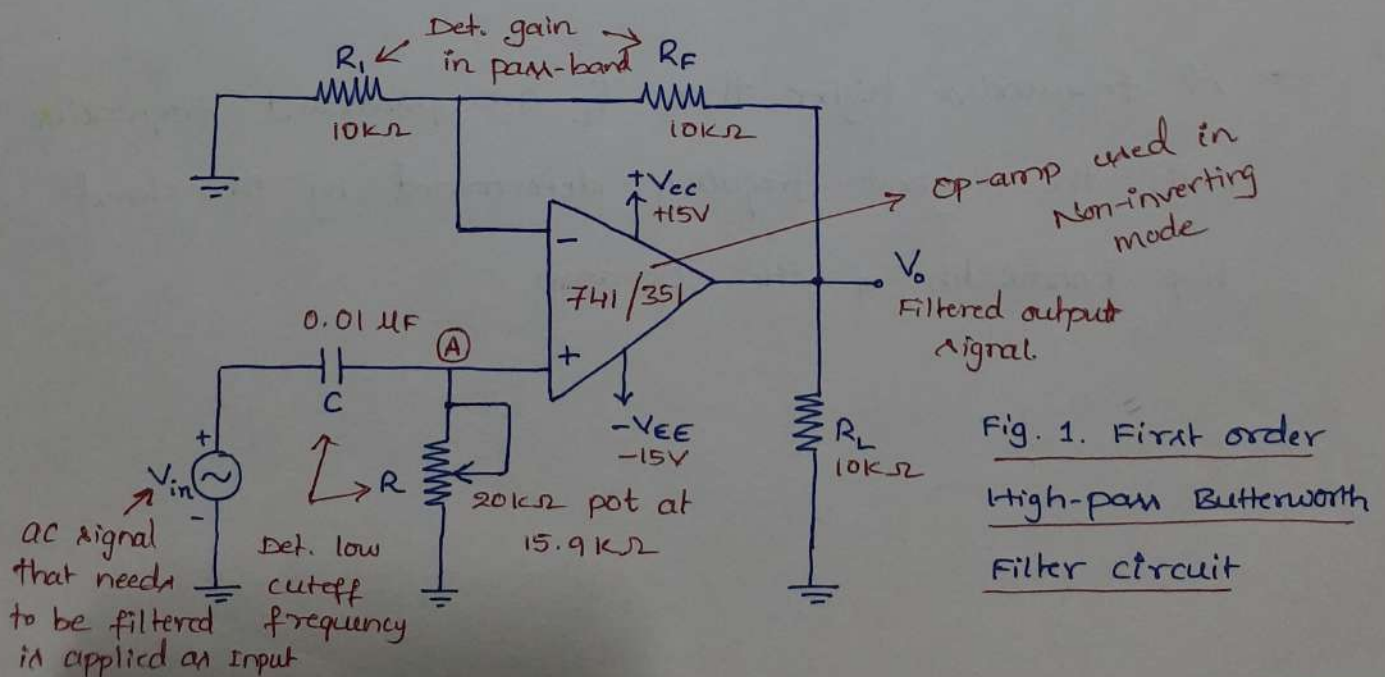 Det. gain
in pass-band
R1
10KΩ
RF
10KΩ
+Vcc
+15V
Op-amp used in
Non-inverting
mode
-
741/351
+
Vo
Filtered output
signal.
0.01 µF
C
A
-VEE
-15V
RL
10KΩ
R
20KΩ pot at
15.9KΩ
+
Vin
-
ac signal
that needs
to be filtered
is applied as Input
Det. low
cutoff
frequency
Fig. 1. First order
High-pass Butterworth
Filter circuit